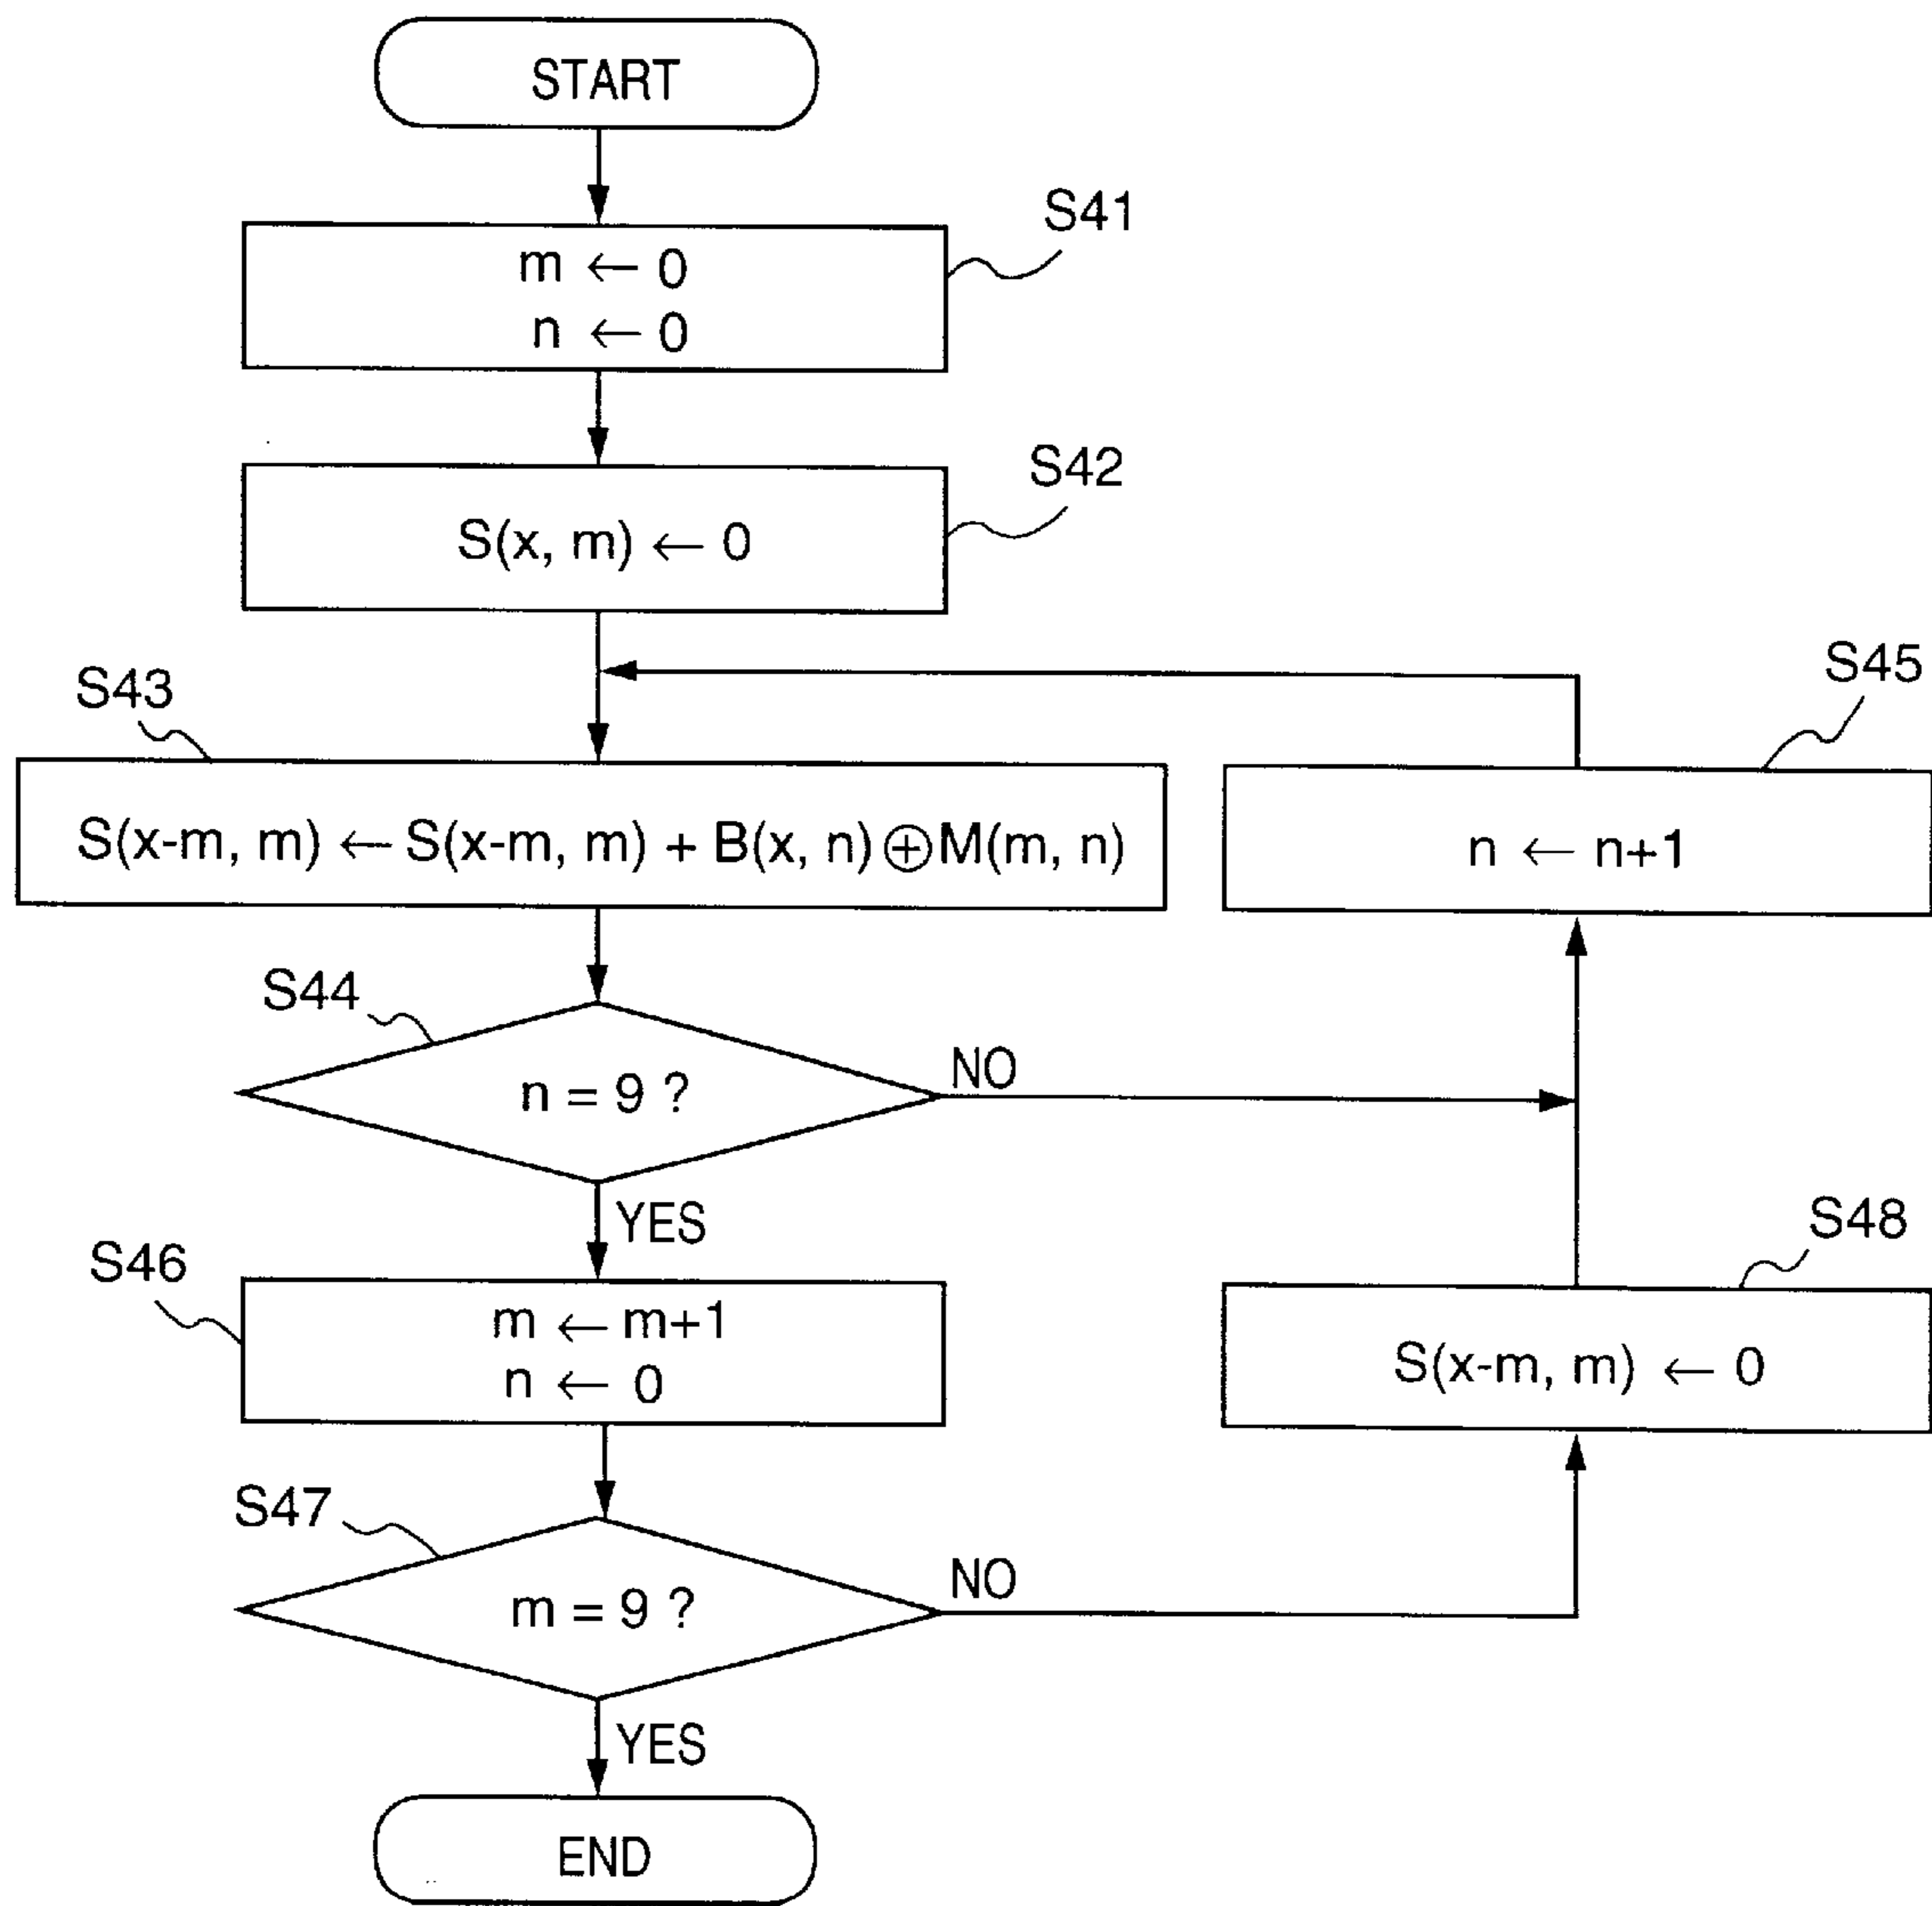 START
S41
m ← 0
n ← 0
S42
S(x, m) ← 0
S43
S45
S(x-m, m) ← S(x-m, m) + B(x, n)⊕M(m, n)
n ← n+1
S44
n = 9 ?
NO
YES
S46
S48
m ← m+1
n ← 0
S(x-m, m) ← 0
S47
m = 9 ?
NO
YES
END